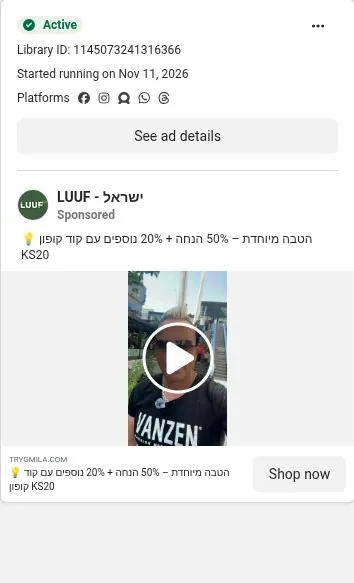 Active
Library ID: 1145073241316366
Started running on Nov 11, 2026
Platforms
See ad details
LUUF
LUUF - ישראל
Sponsored
💡 הטבה מיוחדת – 50% הנחה + 20% נוספים עם קוד קופון
KS20
VANZEN
TRYGMILA.COM
💡 הטבה מיוחדת – 50% הנחה + 20% נוספים עם קוד
קופון KS20
Shop now